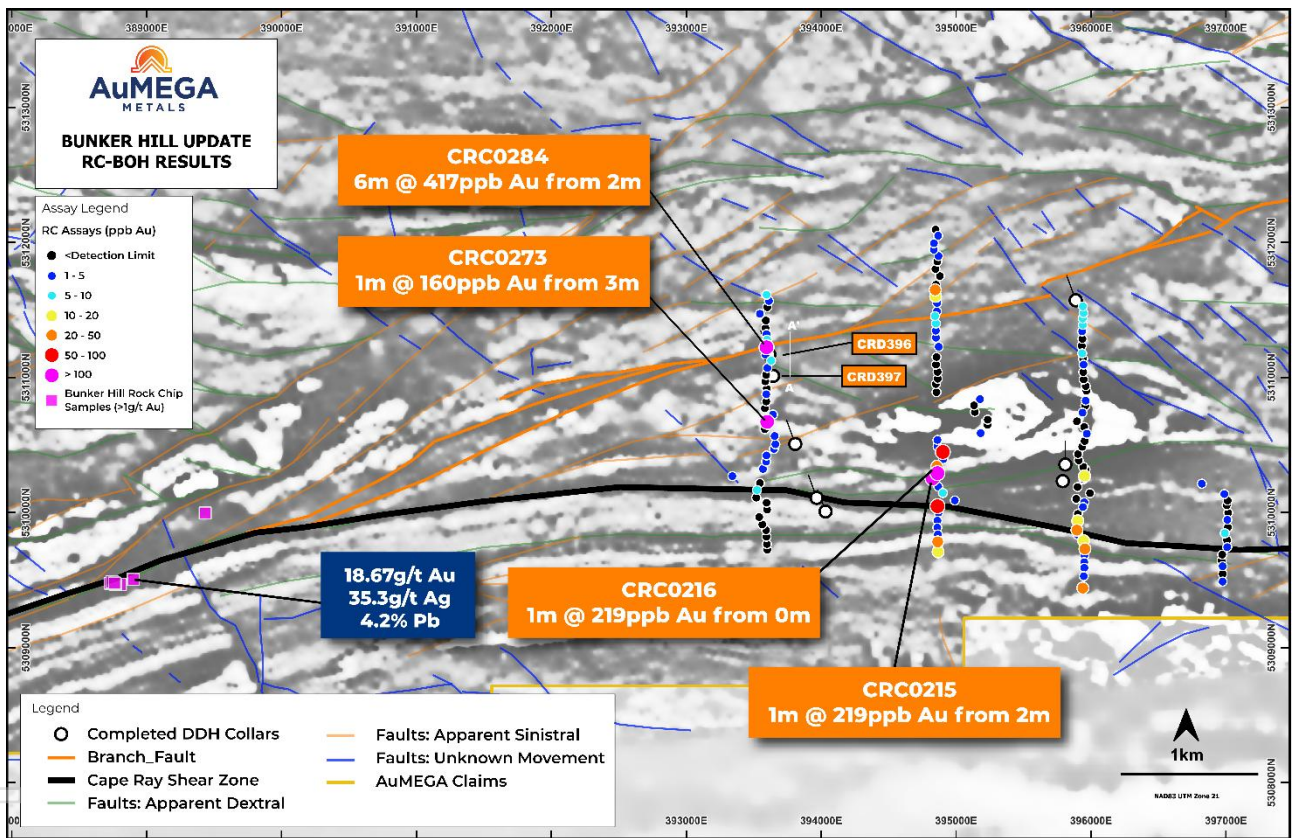 000E
389000E
390000E
391000E
392000E
393000E
394000E
395000E
396000E
397000E
AuMEGA
METALS
BUNKER HILL UPDATE
RC-BOH RESULTS
5313000N
5313000N
CRC0284
6m @ 417ppb Au from 2m
Assay Legend
RC Assays (ppb Au)
<Detection Limit
1 - 5
5 - 10
10 - 20
20 - 50
50 - 100
> 100
Bunker Hill Rock Chip
Samples (>1g/t Au)
5312000N
5312000N
CRC0273
1m @ 160ppb Au from 3m
A'
CRD396
CRD397
A
5311000N
5311000N
5310000N
5310000N
18.67g/t Au
35.3g/t Ag
4.2% Pb
CRC0216
1m @ 219ppb Au from 0m
5309000N
5309000N
CRC0215
1m @ 219ppb Au from 2m
Legend
Completed DDH Collars
Branch_Fault
Cape Ray Shear Zone
Faults: Apparent Dextral
Faults: Apparent Sinistral
Faults: Unknown Movement
AuMEGA Claims
1km
NAD83 UTM Zone 21
5308000N
393000E
394000E
395000E
396000E
397000E